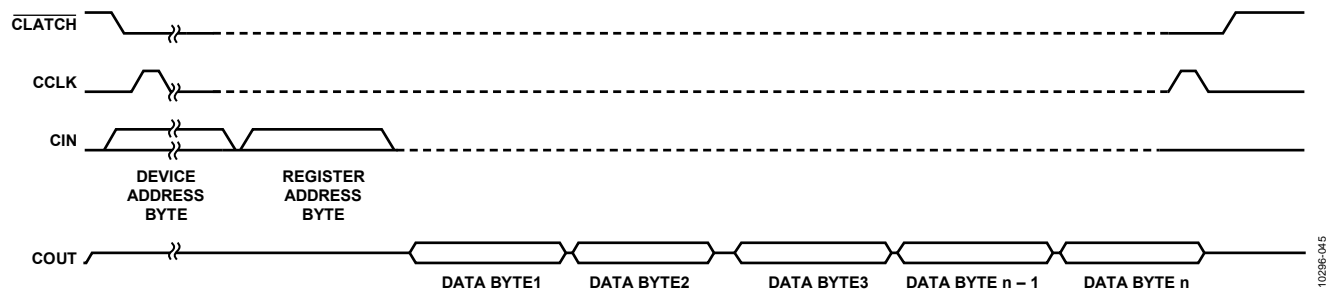 CLATCH
CCLK
CIN
DEVICE
ADDRESS
BYTE
REGISTER
ADDRESS
BYTE
COUT
DATA BYTE1
DATA BYTE2
DATA BYTE3
DATA BYTE n – 1
DATA BYTE n
10296-045